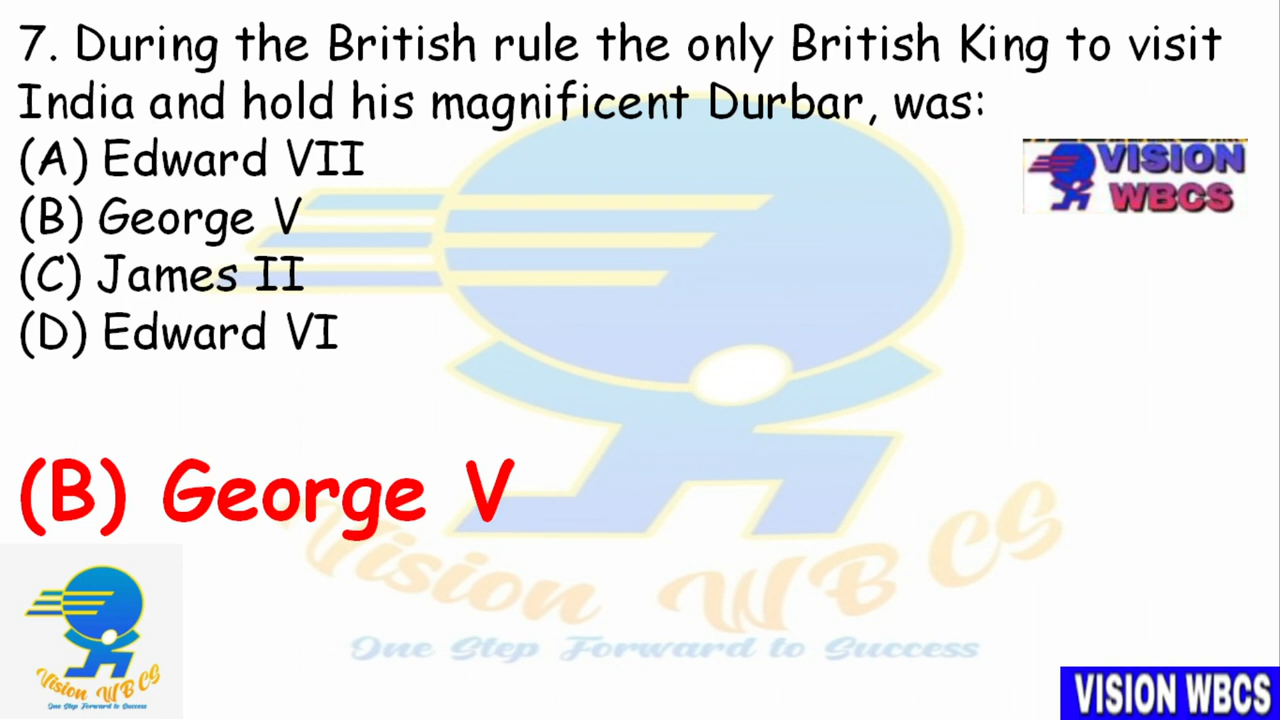 7. During the British rule the only British King to visit
India and hold his magnificent Durbar, was:
(A) Edward VII
(B) George V
(C) James II
(D) Edward VI
VISION
WBCS
(B) George V
Vision WBCS
One Step Forward to Success
Vision WBCS
One Step Forward to Success
VISION WBCS